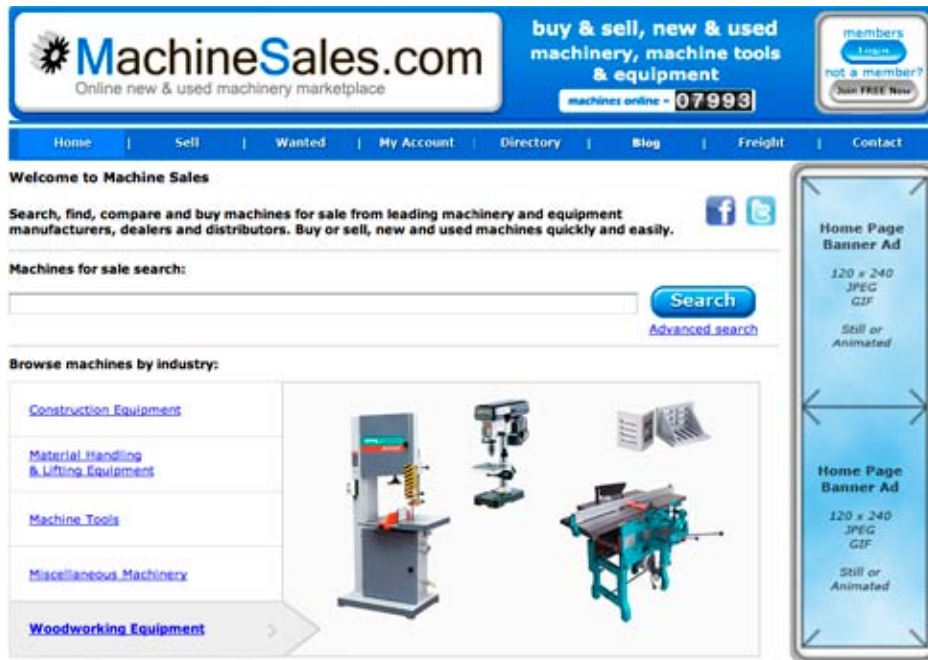 MachineSales.com
Online new & used machinery marketplace
buy & sell, new & used
machinery, machine tools
& equipment
machines online - 07993
members
Login
not a member?
Join FREE Now
Home | Sell | Wanted | My Account | Directory | Blog | Freight | Contact
Welcome to Machine Sales
Search, find, compare and buy machines for sale from leading machinery and equipment
manufacturers, dealers and distributors. Buy or sell, new and used machines quickly and easily.
Machines for sale search:
Search
Advanced search
Browse machines by industry:
Construction Equipment
Material Handling
& Lifting Equipment
Machine Tools
Miscellaneous Machinery
Woodworking Equipment
Home Page
Banner Ad
120 x 240
JPEG
GIF
Still or
Animated
Home Page
Banner Ad
120 x 240
JPEG
GIF
Still or
Animated